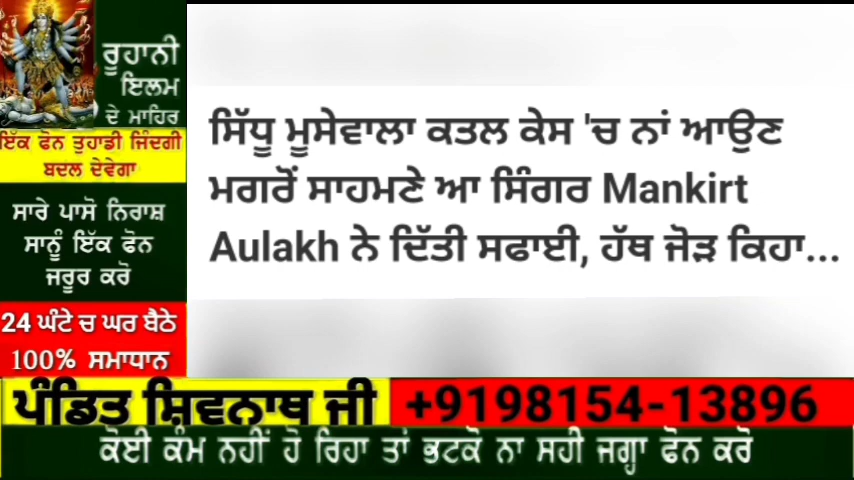 ਰੂਹਾਨੀ
ਇਲਮ
ਦੇ ਮਾਹਿਰ
ਇੱਕ ਫੋਨ ਤੁਹਾਡੀ ਜਿੰਦਗੀ
ਬਦਲ ਦੇਵੇਗਾ
ਸਾਰੇ ਪਾਸੋ ਨਿਰਾਸ਼
ਸਾਨੂੰ ਇੱਕ ਫੋਨ
ਜਰੂਰ ਕਰੋ
24 ਘੰਟੇ ਚ ਘਰ ਬੈਠੇ
100% ਸਮਾਧਾਨ
ਸਿੱਧੂ ਮੂਸੇਵਾਲਾ ਕਤਲ ਕੇਸ 'ਚ ਨਾਂ ਆਉਣ
ਮਗਰੋਂ ਸਾਹਮਣੇ ਆ ਸਿੰਗਰ Mankirt
Aulakh ਨੇ ਦਿੱਤੀ ਸਫਾਈ, ਹੱਥ ਜੋੜ ਕਿਹਾ...
ਪੰਡਿਤ ਸ਼ਿਵਨਾਥ ਜੀ +9198154-13896
ਕੋਈ ਕੰਮ ਨਹੀਂ ਹੋ ਰਿਹਾ ਤਾਂ ਭਟਕੋ ਨਾ ਸਹੀ ਜਗ੍ਹਾ ਫੋਨ ਕਰੋ